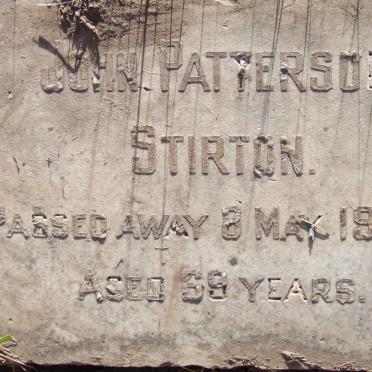 JOHN. PATTERSO
STIRTON.
PASSED AWAY 8 MAY 19
AGED 69 YEARS.